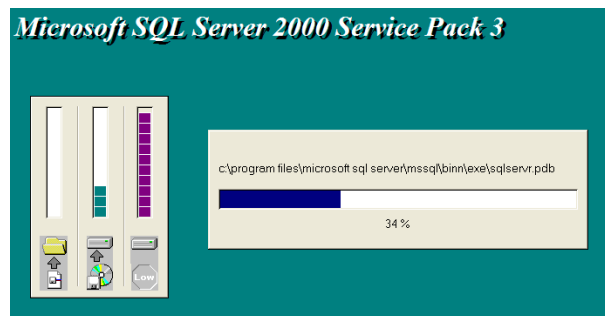 Microsoft SQL Server 2000 Service Pack 3
c:\program files\microsoft sql server\mssql\binn\exe\sqlservr.pdb
34 %
Low